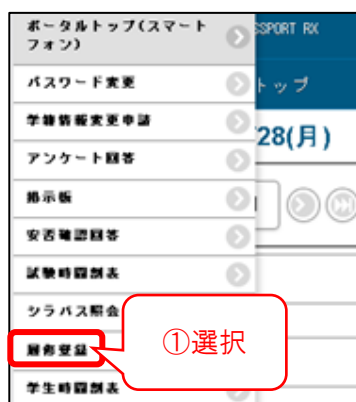 ポータルトップ(スマート
フォン)
SSPORT RX
パスワード変更
トップ
学籍情報変更申請
28(月)
アンケート回答
掲示板
安否確認回答
試験時間割表
シラバス照会
①選択
履修登録
学生時間割表